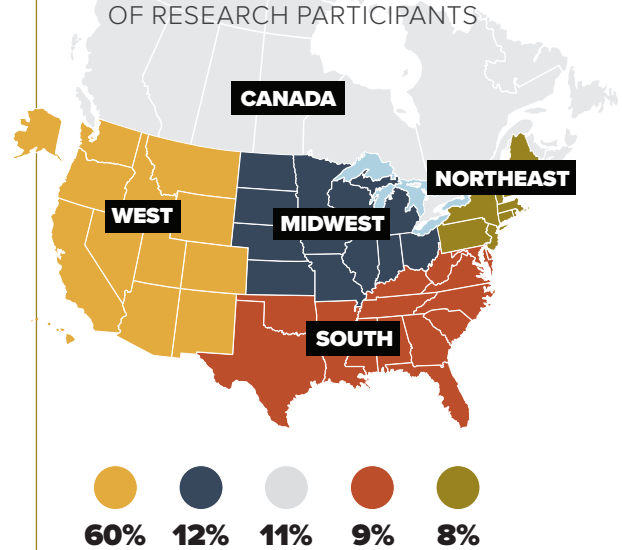 OF RESEARCH PARTICIPANTS
CANADA
NORTHEAST
WEST
MIDWEST
SOUTH
60% 12% 11% 9% 8%